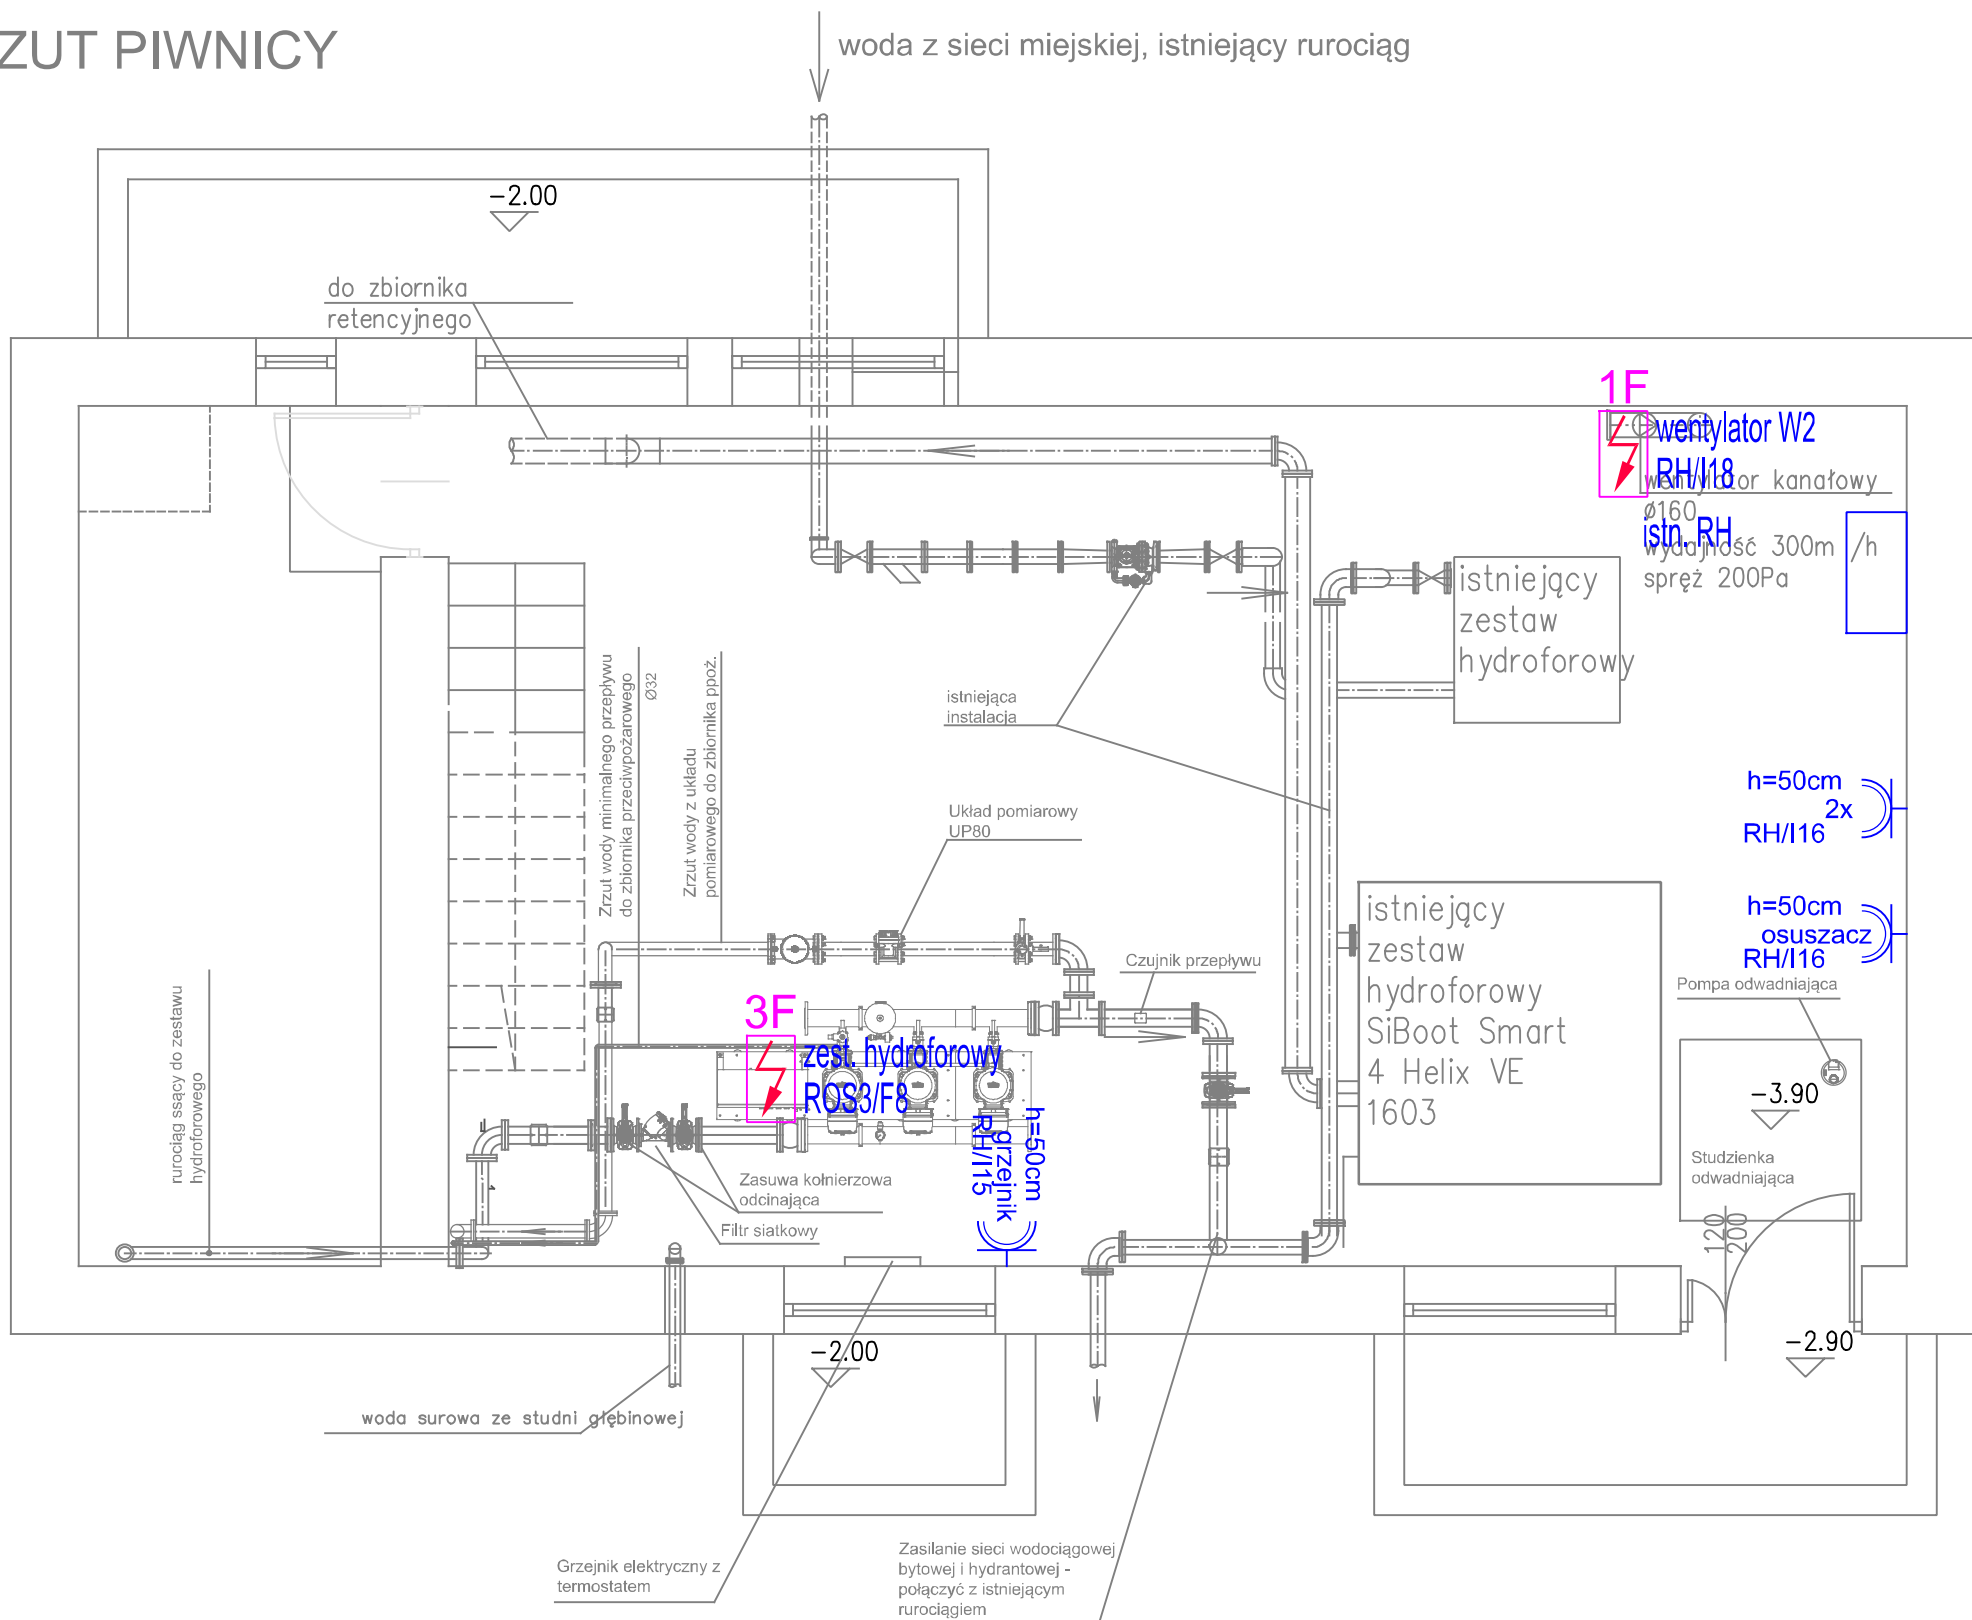 ZUT PIWNICY
woda z sieci miejskiej, istniejący rurociąg
-2.00
do zbiornika
retencyjnego
1F
wentylator W2
RH/I18
wentylator kanałowy
ø160
istn. RH
wydajność 300m /h
spręż 200Pa
istniejący
zestaw
hydroforowy
Zrzut wody minimalnego przepływu
do zbiornika przeciwpożarowego
Ø32
Zrzut wody z układu
pomiarowego do zbiornika ppoż.
istniejąca
instalacja
h=50cm
2x
RH/I16
Układ pomiarowy
UP80
istniejący
zestaw
hydroforowy
SiBoot Smart
4 Helix VE
1603
h=50cm
osuszacz
RH/I16
Czujnik przepływu
Pompa odwadniająca
rurociąg ssący do zestawu
hydroforowego
3F
zest. hydroforowy
ROS3/F8
-3.90
h=50cm
grzejnik
RH/I15
Zasuwa kołnierzowa
odcinająca
Filtr siatkowy
Studzienka
odwadniająca
120
200
-2.00
-2.90
woda surowa ze studni głębinowej
Grzejnik elektryczny z
termostatem
Zasilanie sieci wodociągowej
bytowej i hydrantowej -
połączyć z istniejącym
rurociągiem